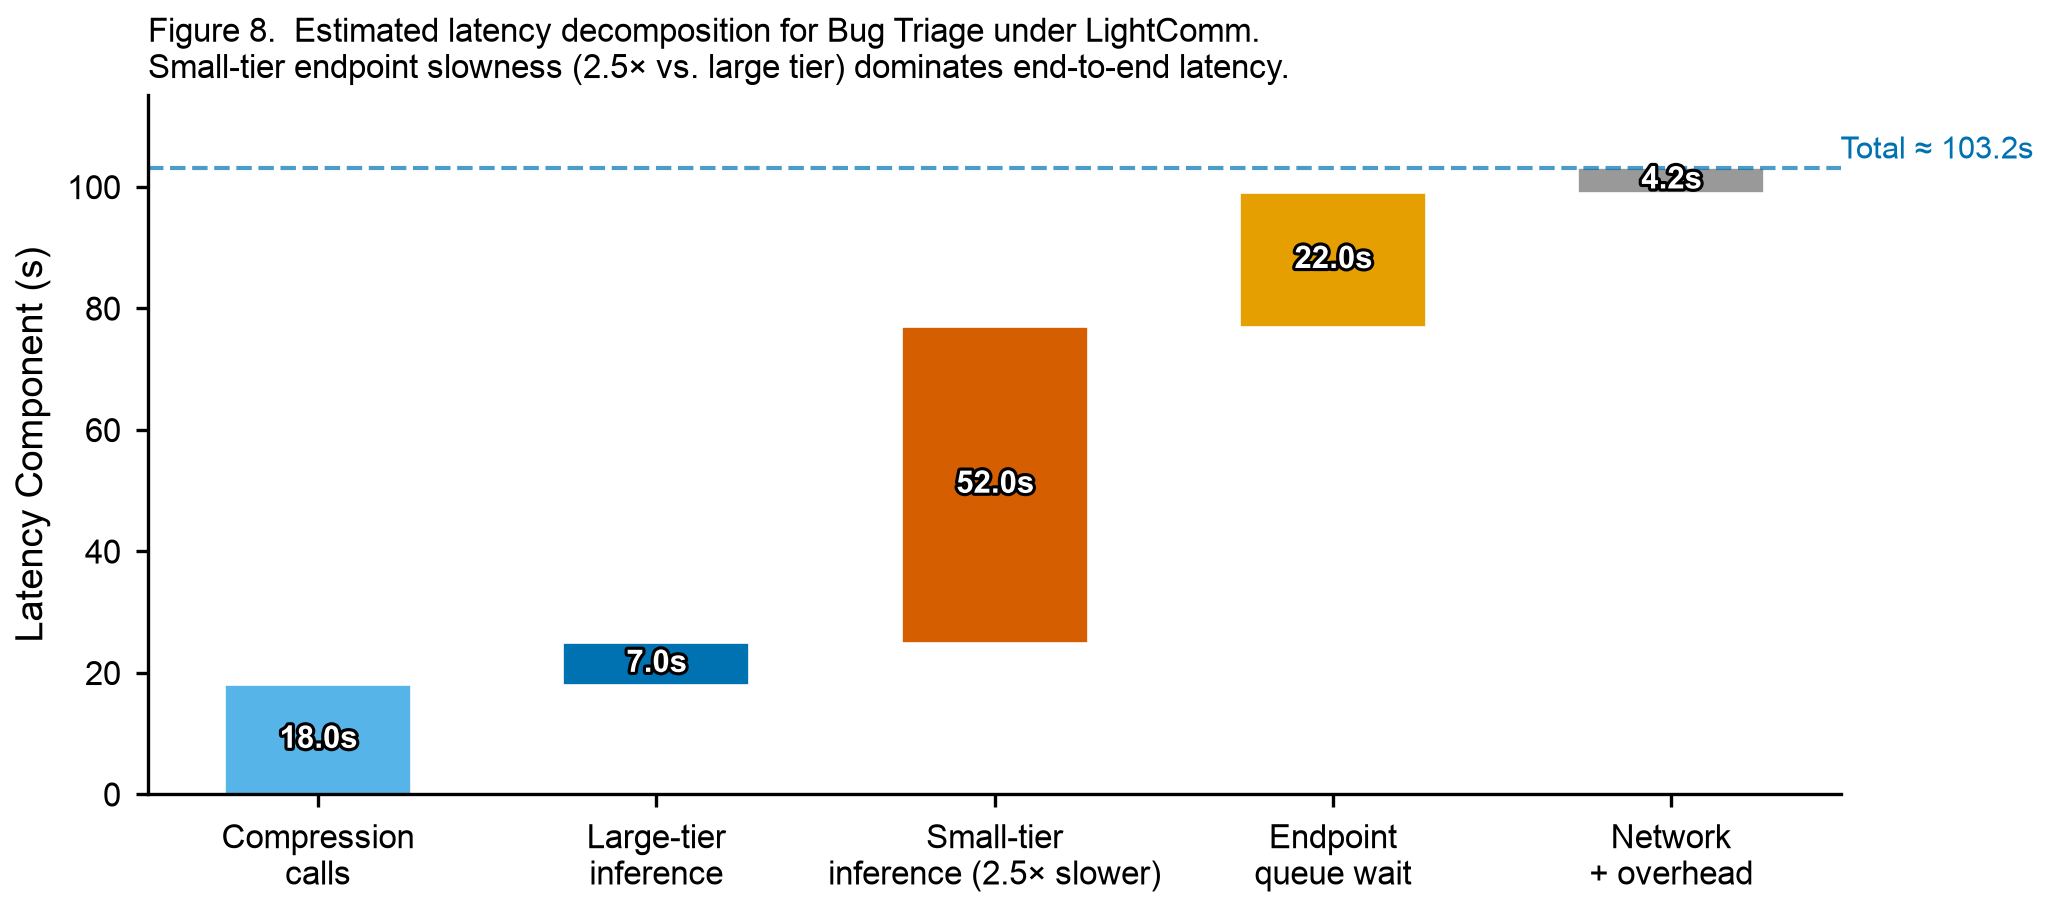 Figure 8.  Estimated latency decomposition for Bug Triage under LightComm.
Small-tier endpoint slowness (2.5× vs. large tier) dominates end-to-end latency.
Total ≈ 103.2s
Latency Component (s)
100
80
60
40
20
0
18.0s
7.0s
52.0s
22.0s
4.2s
Compression
calls
Large-tier
inference
Small-tier
inference (2.5× slower)
Endpoint
queue wait
Network
+ overhead